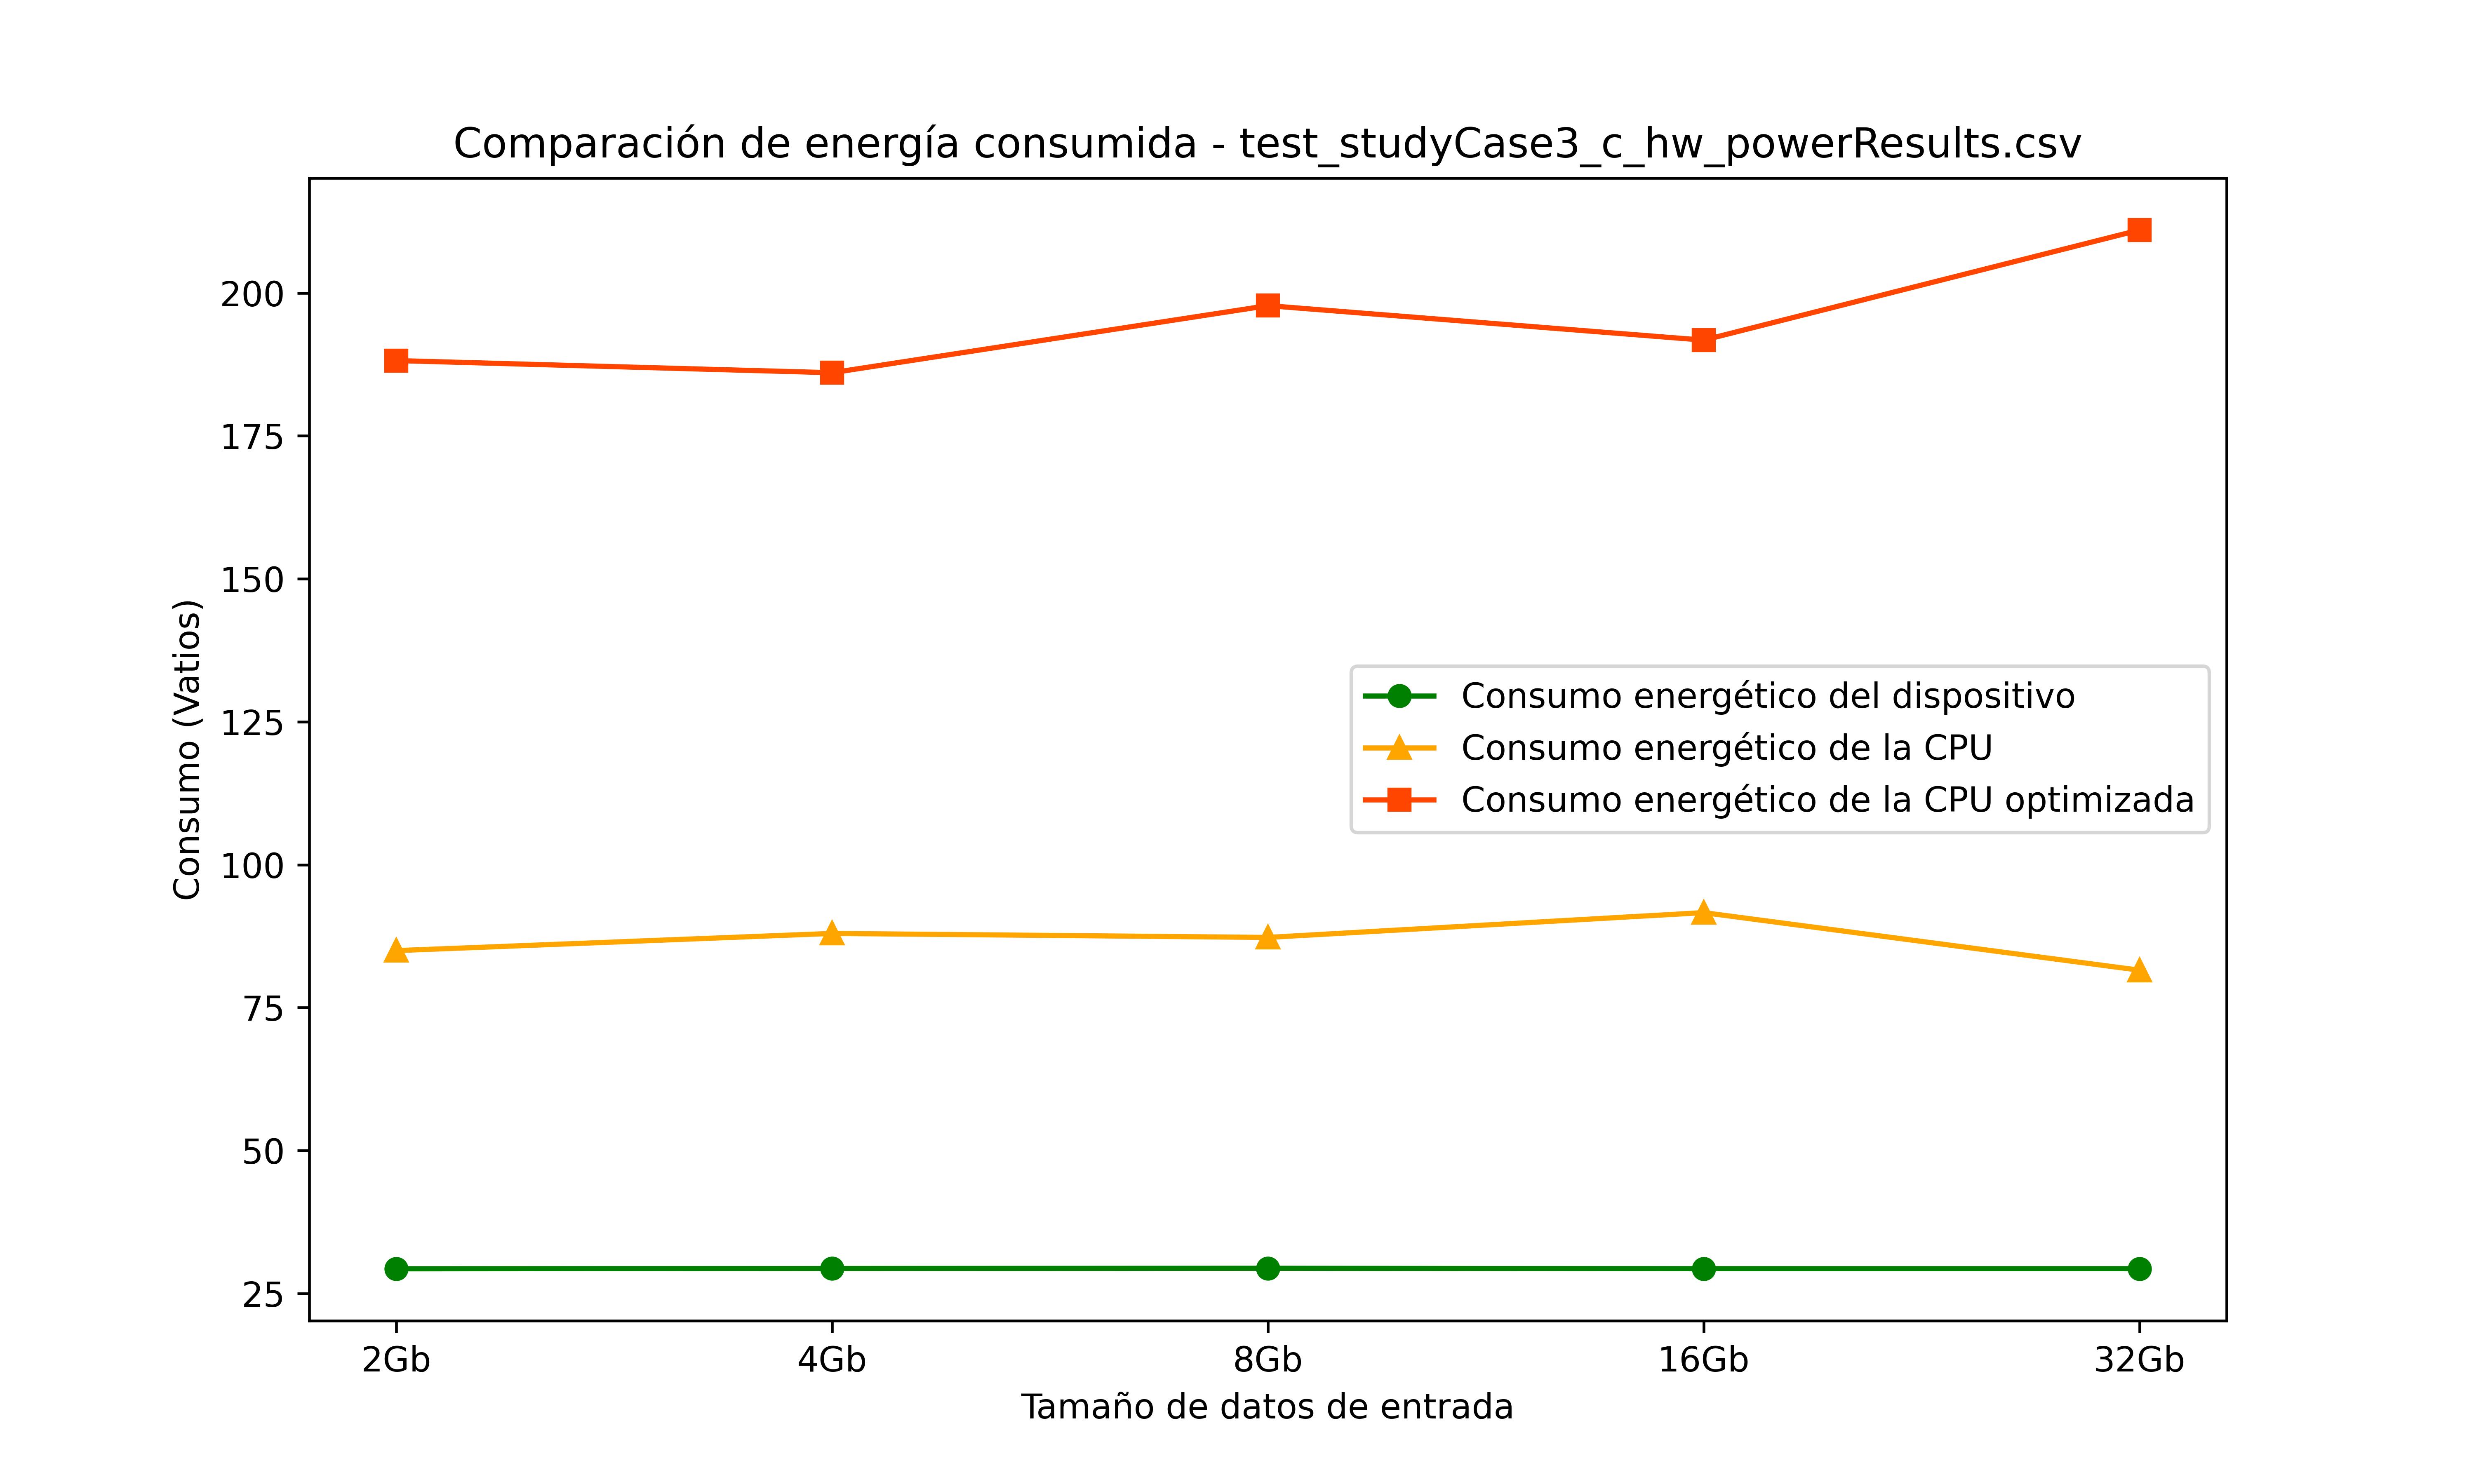 Comparación de energía consumida - test_studyCase3_c_hw_powerResults.csv
Consumo (Vatios)
200
175
150
125
100
75
50
25
Consumo energético del dispositivo
Consumo energético de la CPU
Consumo energético de la CPU optimizada
2Gb 4Gb 8Gb 16Gb 32Gb
Tamaño de datos de entrada